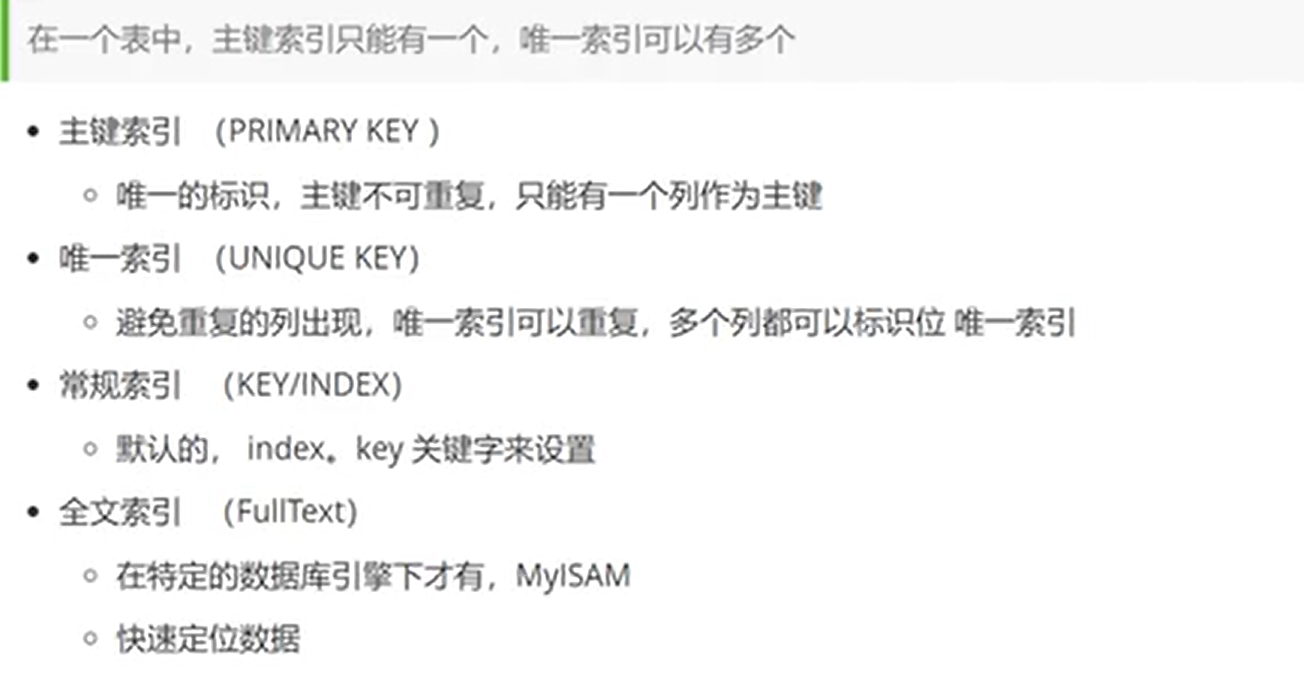 在一个表中，主键索引只能有一个，唯一索引可以有多个
主键索引 （PRIMARY KEY ）
唯一的标识，主键不可重复，只能有一个列作为主键
唯一索引 （UNIQUE KEY）
避免重复的列出现，唯一索引可以重复，多个列都可以标识位 唯一索引
常规索引 （KEY/INDEX）
默认的， index。key 关键字来设置
全文索引 （FullText）
在特定的数据库引擎下才有，MyISAM
快速定位数据